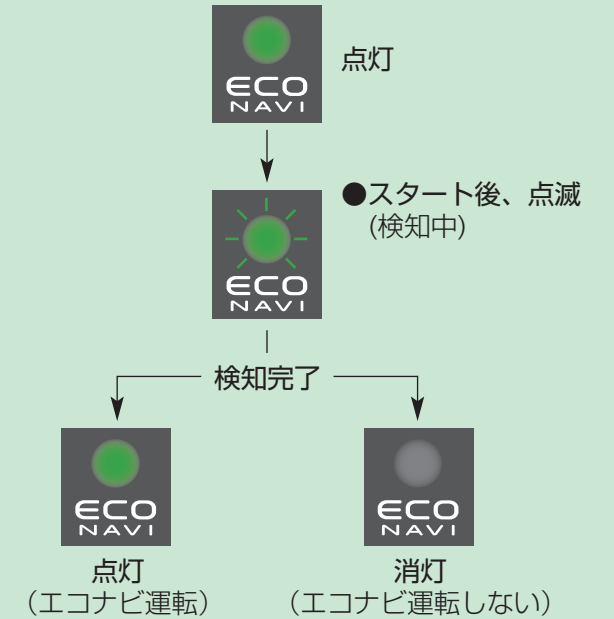 ECO
NAVI
点灯
ECO
NAVI
●スタート後、点滅
(検知中)
検知完了
ECO
NAVI
点灯
(エコナビ運転)
ECO
NAVI
消灯
(エコナビ運転しない)